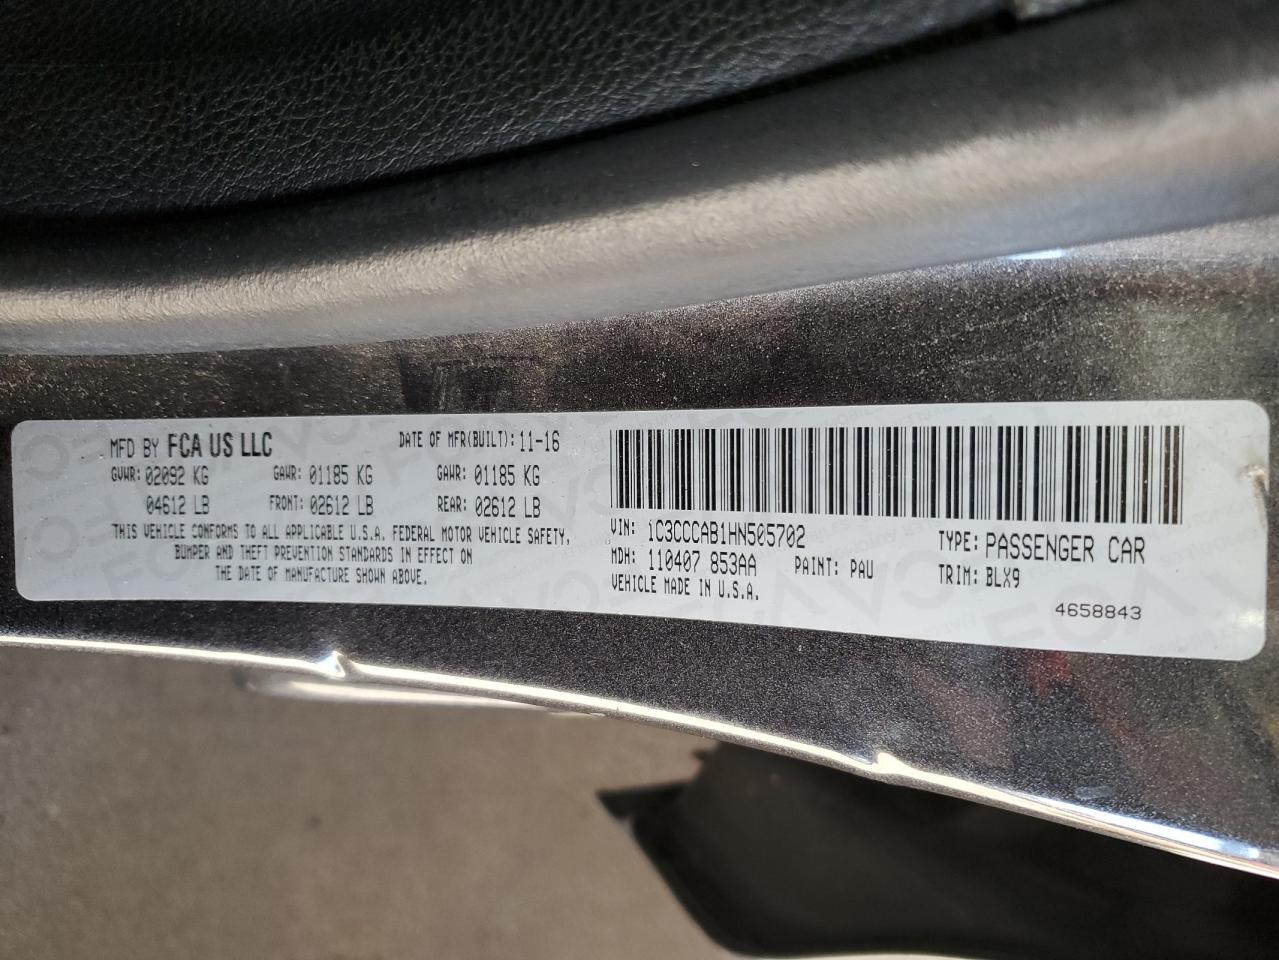 MFD BY FCA US LLC DATE OF MFR(BUILT): 11-16
GVWR: 02092 KG GAWR: 01185 KG GAWR: 01185 KG
04612 LB FRONT: 02612 LB REAR: 02612 LB
THIS VEHICLE CONFORMS TO ALL APPLICABLE U.S.A. FEDERAL MOTOR VEHICLE SAFETY,
BUMPER AND THEFT PREVENTION STANDARDS IN EFFECT ON
THE DATE OF MANUFACTURE SHOWN ABOVE.
VIN: 1C3CCCAB1HN505702 TYPE: PASSENGER CAR
MDH: 110407 853AA PAINT: PAU TRIM: BLX9
VEHICLE MADE IN U.S.A.
4658843